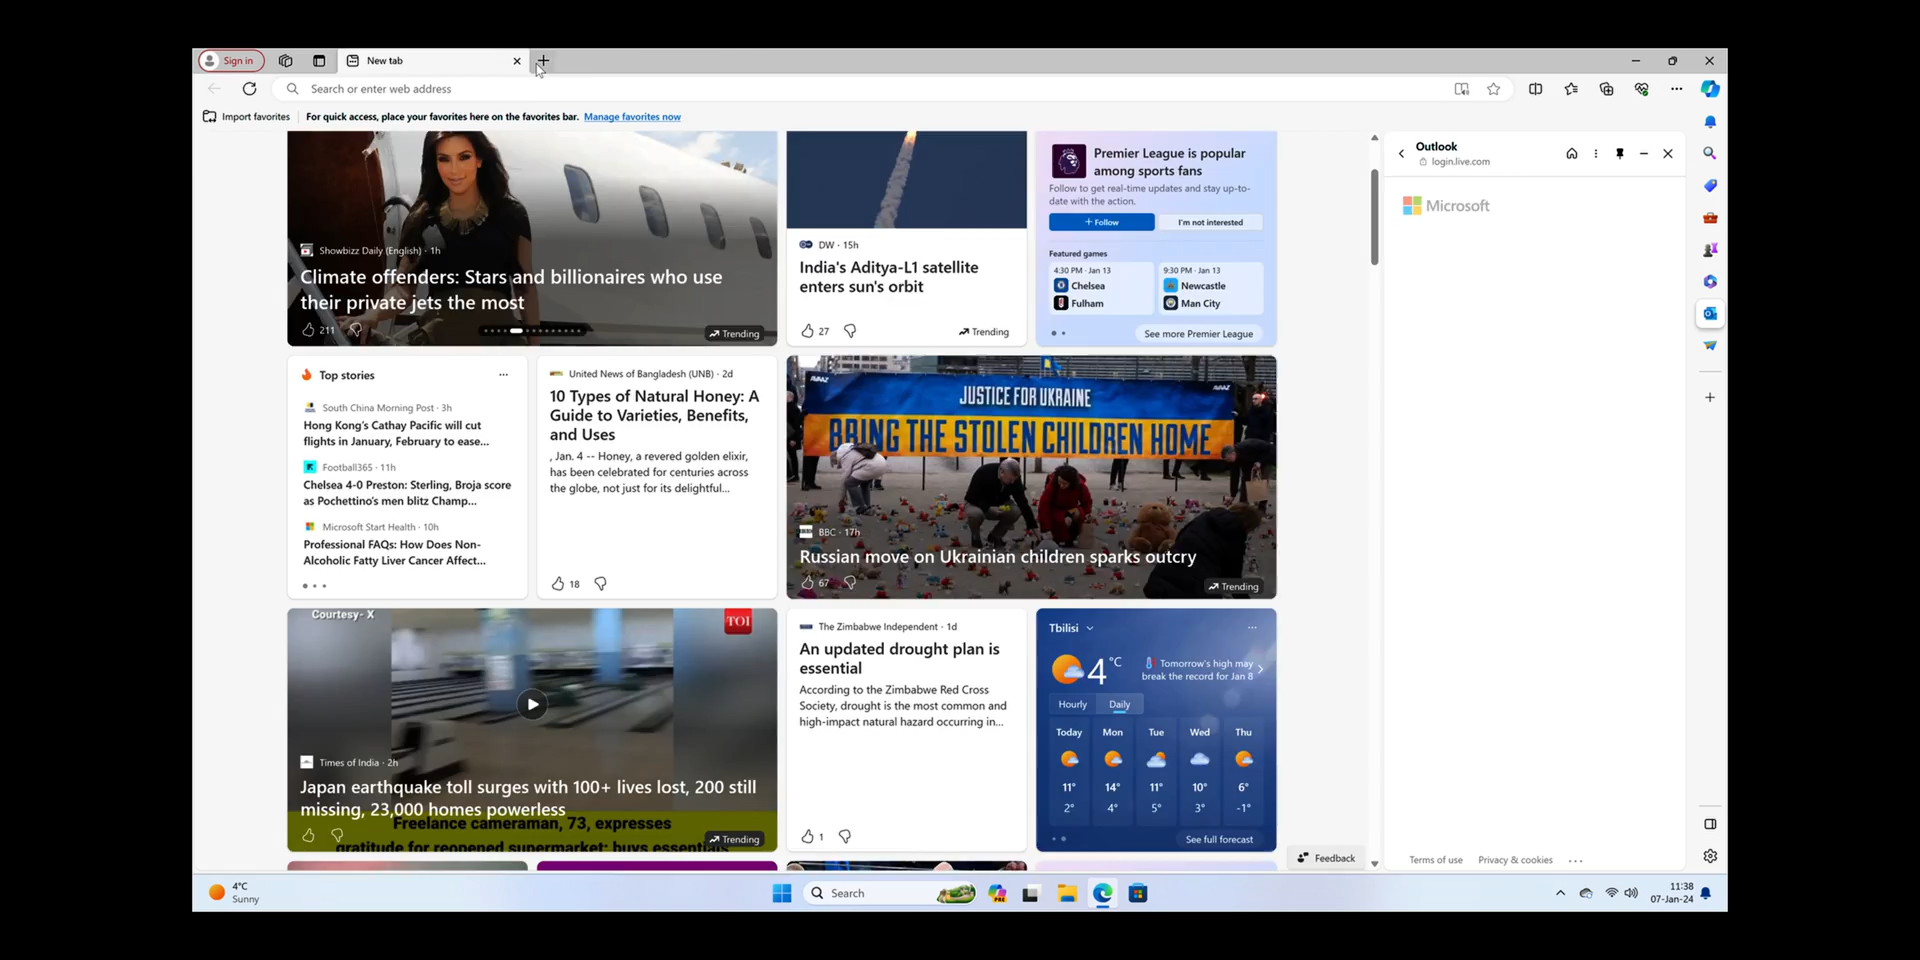 Sign in
New tab
Search or enter web address
Import favorites
For quick access, place your favorites here on the favorites bar. Manage favorites now
Showbizz Daily (English) · 1h
Climate offenders: Stars and billionaires who use
their private jets the most
211
Trending
DW · 15h
India's Aditya-L1 satellite
enters sun's orbit
27
Trending
Premier League is popular
among sports fans
Follow to get real-time updates and stay up-to-
date with the action.
+ Follow
I'm not interested
Featured games
4:30 PM · Jan 13
Chelsea
Fulham
9:30 PM · Jan 13
Newcastle
Man City
See more Premier League
Top stories
South China Morning Post · 3h
Hong Kong's Cathay Pacific will cut
flights in January, February to ease...
Football365 · 11h
Chelsea 4-0 Preston: Sterling, Broja score
as Pochettino's men blitz Champ...
Microsoft Start Health · 10h
Professional FAQs: How Does Non-
Alcoholic Fatty Liver Cancer Affect...
United News of Bangladesh (UNB) · 2d
10 Types of Natural Honey: A
Guide to Varieties, Benefits,
and Uses
, Jan. 4 -- Honey, a revered golden elixir,
has been celebrated for centuries across
the globe, not just for its delightful...
18
AVAAZ
AVAAZ
JUSTICE FOR UKRAINE
BRING THE STOLEN CHILDREN HOME
BBC · 17h
Russian move on Ukrainian children sparks outcry
67
Trending
Courtesy- X
TOI
Times of India · 2h
Japan earthquake toll surges with 100+ lives lost, 200 still
missing, 23,000 homes powerless
Freelance cameraman, 73, expresses
gratitude for reopened supermarket; buys essentials
Trending
The Zimbabwe Independent · 1d
An updated drought plan is
essential
According to the Zimbabwe Red Cross
Society, drought is the most common and
high-impact natural hazard occurring in...
1
Tbilisi
4 °C
Tomorrow's high may
break the record for Jan 8
Hourly
Daily
Today Mon Tue Wed Thu
11° 14° 11° 10° 6°
2° 4° 5° 3° -1°
See full forecast
Feedback
Outlook
login.live.com
Microsoft
Terms of use
Privacy & cookies
...
4°C
Sunny
Search
PRE
11:38
07-Jan-24